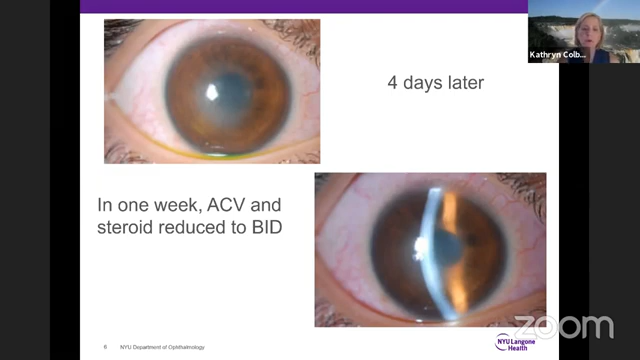 Kathryn Colb...
4 days later
In one week, ACV and
steroid reduced to BID
6
NYU Department of Ophthalmology
NYU Langone
Health
zoom